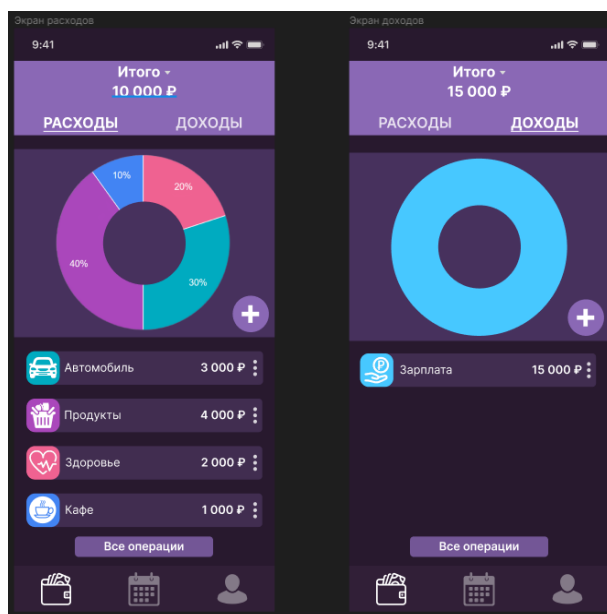 Экран расходов
9:41
Итого
10 000 ₽
РАСХОДЫ ДОХОДЫ
10%
20%
40%
30%
+
Автомобиль 3 000 ₽
Продукты 4 000 ₽
Здоровье 2 000 ₽
Кафе 1 000 ₽
Все операции
Экран доходов
9:41
Итого
15 000 ₽
РАСХОДЫ ДОХОДЫ
+
Зарплата 15 000 ₽
Все операции